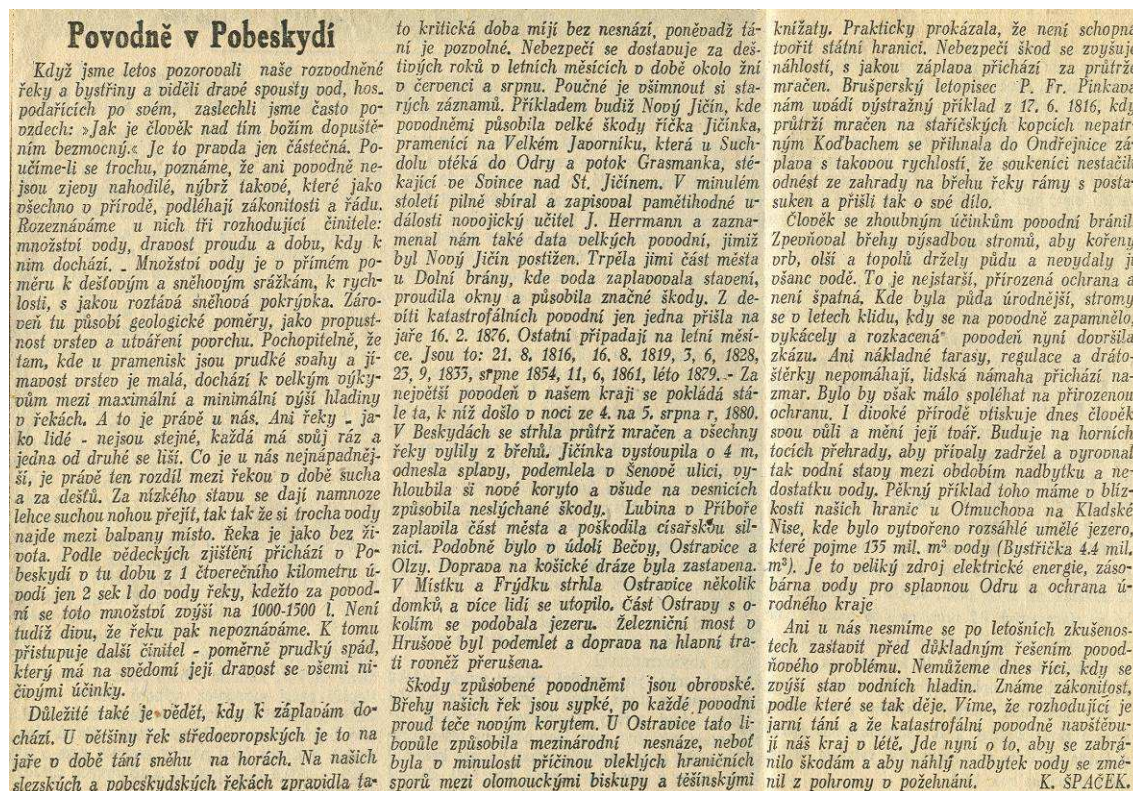 Povodně v Pobeskydí
Když jsme letos pozorovali naše rozvodněné
řeky a bystřiny a viděli dravé spousty vod, hos_
podařících po svém, zaslechli jsme často po-
vzdech: »Jak je člověk nad tím božím dopuště-
ním bezmocný.« Je to pravda jen částečná. Po-
učíme-li se trochu, poznáme, že ani povodně ne-
jsou zjevy nahodilé, nýbrž takové, které jako
všechno v přírodě, podléhají zákonitosti a řádu.
Rozeznáváme u nich tři rozhodující činitele:
množství vody, dravost proudu a dobu, kdy k
nim dochází. _ Množství vody je v přímém po-
měru k dešťovým a sněhovým srážkám, k rych-
losti, s jakou roztává sněhová pokrývka. Záro-
veň tu působí geologické poměry, jako propust-
nost vrstev a utváření povrchu. Pochopitelně, že
tam, kde u pramenisk jsou prudké svahy a jí-
mavost vrstev je malá, dochází k velkým výky-
vům mezi maximální a minimální výší hladiny
v řekách. A to je právě u nás. Ani řeky _ ja-
ko lidé - nejsou stejné, každá má svůj ráz a
jedna od druhé se liší. Co je u nás nejnápadněj-
ší, je právě ten rozdíl mezi řekou v době sucha
a za dešťů. Za nízkého stavu se dají namnoze
lehce suchou nohou přejít, tak tak že si trocha vody
najde mezi balvany místo. Řeka je jako bez ži-
vota. Podle vědeckých zjištění přichází v Po-
beskydí v tu dobu z 1 čtverečního kilometru ú-
vodí jen 2 sek l do vody řeky, kdežto za povod-
ní se toto množství zvýší na 1000-1500 l. Není
tudíž divu, že řeku pak nepoznáváme. K tomu
přistupuje další činitel - poměrně prudký spád,
který má na svědomí její dravost se všemi ni-
čivými účinky.
Důležité také je vědět, kdy k záplavám do-
chází. U většiny řek středoevropských je to na
jaře v době tání sněhu na horách. Na našich
slezských a pobeskydských řekách zpravidla ta-
to kritická doba míjí bez nesnází, poněvadž tá-
ní je pozvolné. Nebezpečí se dostavuje za deš-
tivých roků v letních měsících v době okolo žní
v červenci a srpnu. Poučné je všimnout si sta-
rých záznamů. Příkladem budiž Nový Jičín, kde
povodněmi působila velké škody říčka Jičínka,
pramenící na Velkém Javorníku, která u Such-
dolu vtéká do Odry a potok Grasmanka, sté-
kající ve Svince nad St. Jičínem. V minulém
století pilně sbíral a zapisoval pamětihodné u-
dálosti novojický učitel J. Herrmann a zazna-
menal nám také data velkých povodní, jimiž
byl Nový Jičín postižen. Trpěla jimi část města
u Dolní brány, kde voda zaplavovala stavení,
proudila okny a působila značné škody. Z de-
víti katastrofálních povodní jen jedna přišla na
jaře 16. 2. 1876. Ostatní připadají na letní měsí-
ce. Jsou to: 21. 8, 1816, 16. 8. 1819, 3, 6, 1828,
23, 9, 1833, srpne 1854, 11, 6, 1861, léto 1879. - Za
největší povodeň v našem kraji se pokládá stá-
le ta, k níž došlo v noci ze 4. na 5. srpna r, 1880.
V Beskydách se strhla průtrž mračen a všechny
řeky vylily z břehů. Jičínka vystoupila o 4 m,
odnesla splavy, podemlela v Šenově ulici, vy-
hloubila si nové koryto a všude na vesnicích
způsobila neslýchané škody. Lubina v Příboře
zaplavila část města a poškodila císařskou sil-
nici. Podobné bylo v údolí Bečvy, Ostravice a
Olzy. Doprava na košické dráze byla zastavena.
V Místku a Frýdku strhla Ostravice několik
domků, a více lidí se utopilo. Část Ostravy s o-
kolím se podobala jezeru. Železniční most v
Hrušově byl podemlet a doprava na hlavní tra-
ti rovněž přerušena.
Škody způsobené povodněmi jsou obrovské.
Břehy našich řek jsou sypké, po každé povodni
proud teče novým korytem. U Ostravice tato li-
bovůle způsobila mezinárodní nesnáze, neboť
byla v minulosti příčinou vleklých hraničních
sporů mezi olomouckými biskupy a těšínskými
knížaty. Prakticky prokázala, že není schopna
tvořit státní hranici. Nebezpečí škod se zvyšuje
náhlostí, s jakou záplava přichází za průtrže
mračen. Brušperský letopisec P. Fr. Pinkava
nám uvádí výstražný příklad z 17. 6. 1816, kdy
průtrží mračen na staříčských kopcích nepatr-
ným Koďbachem se přihnala do Ondřejnice zá-
plava s takovou rychlostí, že soukeníci nestačili
odnést ze zahrady na břehu řeky rámy s posta-
suken a přišli tak o své dílo.
Člověk se zhoubným účinkům povodní bránil.
Zpevňoval břehy výsadbou stromů, aby kořeny
vrb, olší a topolů držely půdu a nevydaly ji
všanc vodě. To je nejstarší, přirozená ochrana a
není špatná. Kde byla půda úrodnější, stromy
se v letech klidu, kdy se na povodně zapamnělo,
vykácely a rozkacená povodeň nyní dovršila
zkázu. Ani nákladné tarasy, regulace a dráto-
štěrky nepomáhají, lidská námaha přichází na-
zmar. Bylo by však málo spoléhat na přirozenou
ochranu. I divoké přírodě vtiskuje dnes člověk
svou vůli a mění její tvář. Buduje na horních
tocích přehrady, aby přívaly zadržel a vyrovnal
tak vodní stavy mezi obdobím nadbytku a ne-
dostatku vody. Pěkný příklad toho máme v blíz-
kosti našich hranic u Otmuchova na Kladské
Nise, kde bylo vytvořeno rozsáhlé umělé jezero,
které pojme 135 mil. m³ vody (Bystřička 4.4 mil.
m³). Je to veliký zdroj elektrické energie, záso-
bárna vody pro splavnou Odru a ochrana ú-
rodného kraje
Ani u nás nesmíme se po letošních zkušenos-
tech zastavit před důkladným řešením povod-
ňového problému. Nemůžeme dnes říci, kdy se
zvýší stav vodních hladin. Známe zákonitost,
podle které se tak děje. Víme, že rozhodující je
jarní tání a že katastrofální povodně navštěvu-
jí náš kraj v létě. Jde nyní o to, aby se zabrá-
nilo škodám a aby náhlý nadbytek vody se změ-
nil z pohromy v požehnání. K. ŠPAČEK.